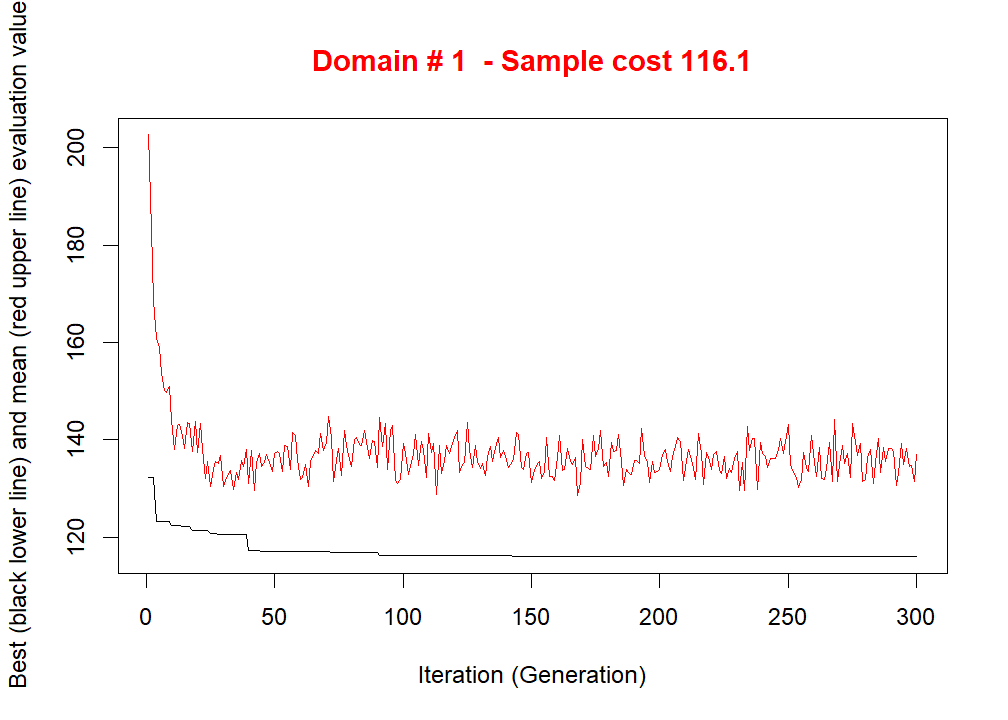 Domain # 1  - Sample cost 116.1
Best (black lower line) and mean (red upper line) evaluation value
200
180
160
140
120
0 50 100 150 200 250 300
Iteration (Generation)